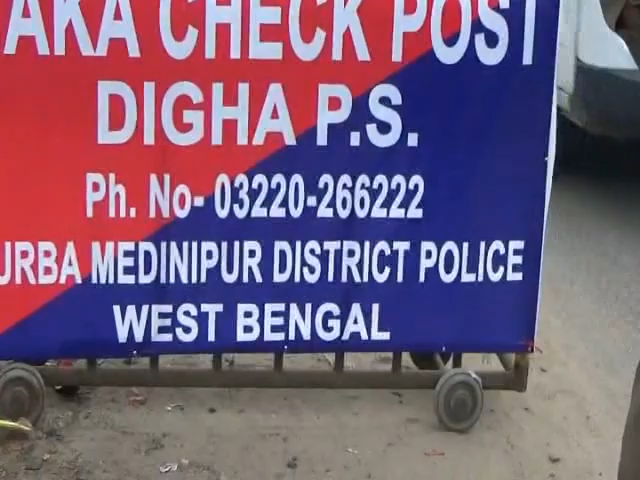 AKA CHECK POST
DIGHA P.S.
Ph. No- 03220-266222
URBA MEDINIPUR DISTRICT POLICE
WEST BENGAL